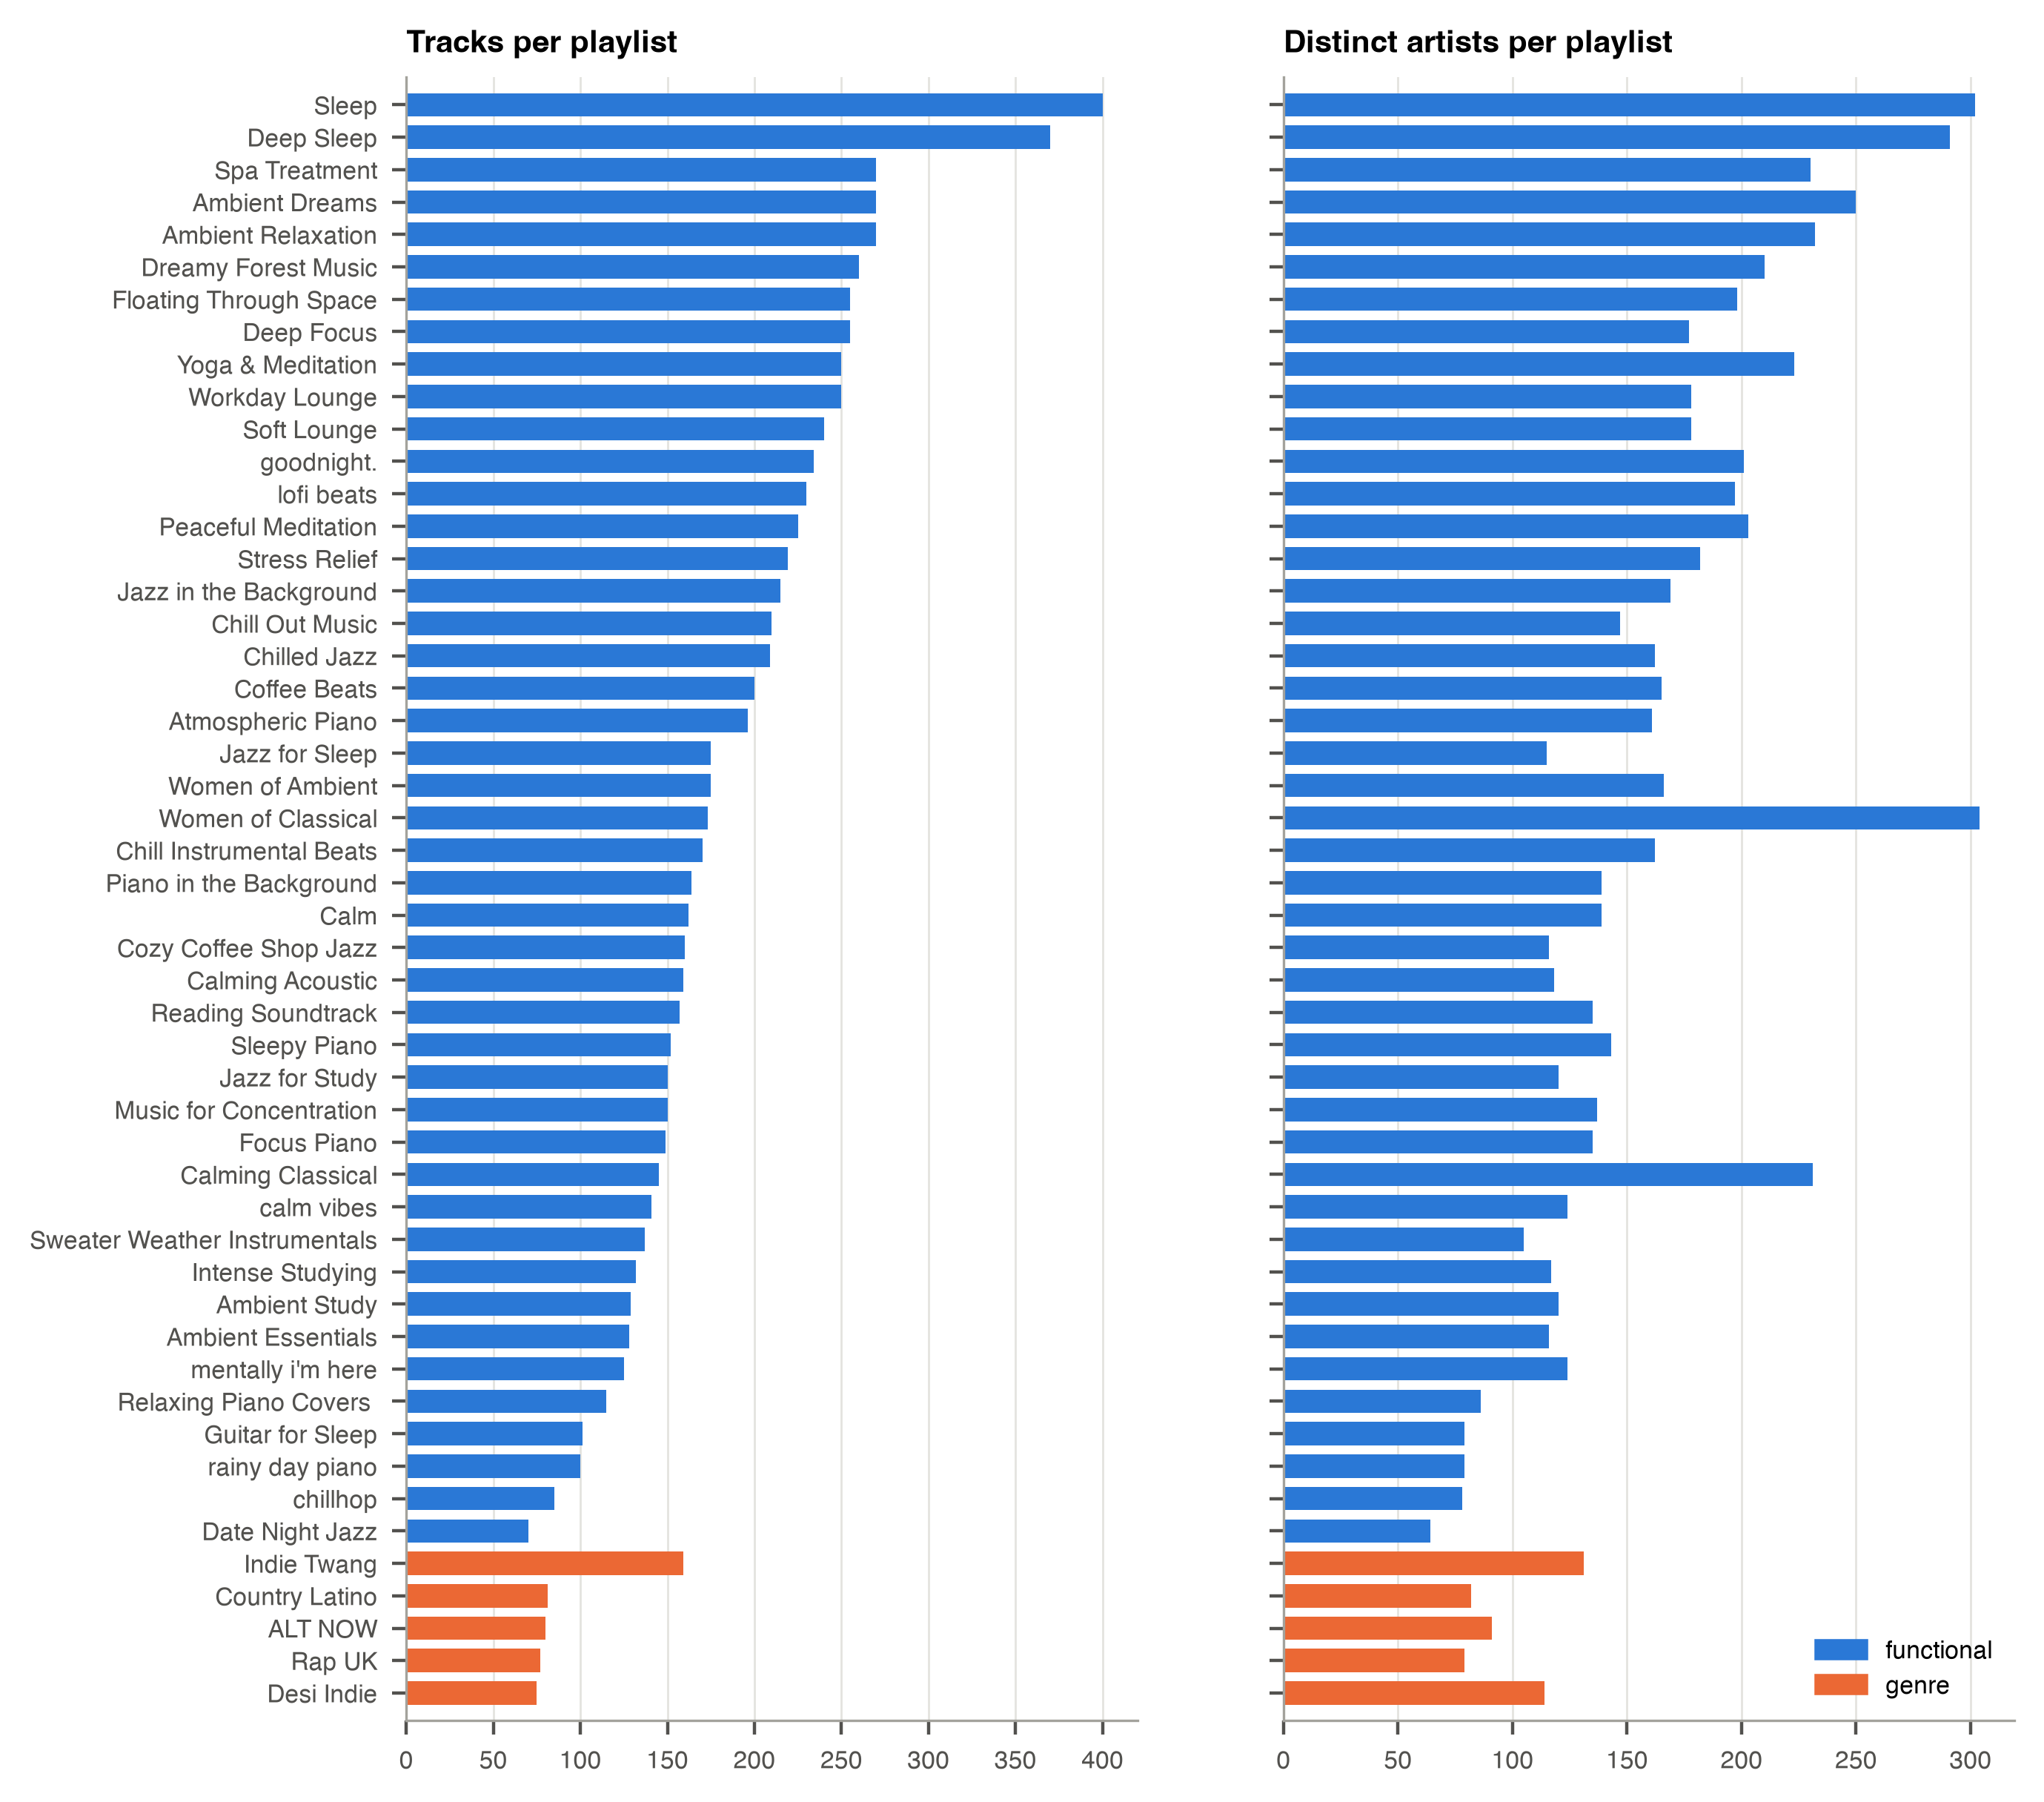 Tracks per playlist
Distinct artists per playlist
Sleep
Deep Sleep
Spa Treatment
Ambient Dreams
Ambient Relaxation
Dreamy Forest Music
Floating Through Space
Deep Focus
Yoga & Meditation
Workday Lounge
Soft Lounge
goodnight.
lofi beats
Peaceful Meditation
Stress Relief
Jazz in the Background
Chill Out Music
Chilled Jazz
Coffee Beats
Atmospheric Piano
Jazz for Sleep
Women of Ambient
Women of Classical
Chill Instrumental Beats
Piano in the Background
Calm
Cozy Coffee Shop Jazz
Calming Acoustic
Reading Soundtrack
Sleepy Piano
Jazz for Study
Music for Concentration
Focus Piano
Calming Classical
calm vibes
Sweater Weather Instrumentals
Intense Studying
Ambient Study
Ambient Essentials
mentally i'm here
Relaxing Piano Covers
Guitar for Sleep
rainy day piano
chillhop
Date Night Jazz
Indie Twang
Country Latino
ALT NOW
Rap UK
Desi Indie
functional
genre
0 50 100 150 200 250 300 350 400
0 50 100 150 200 250 300